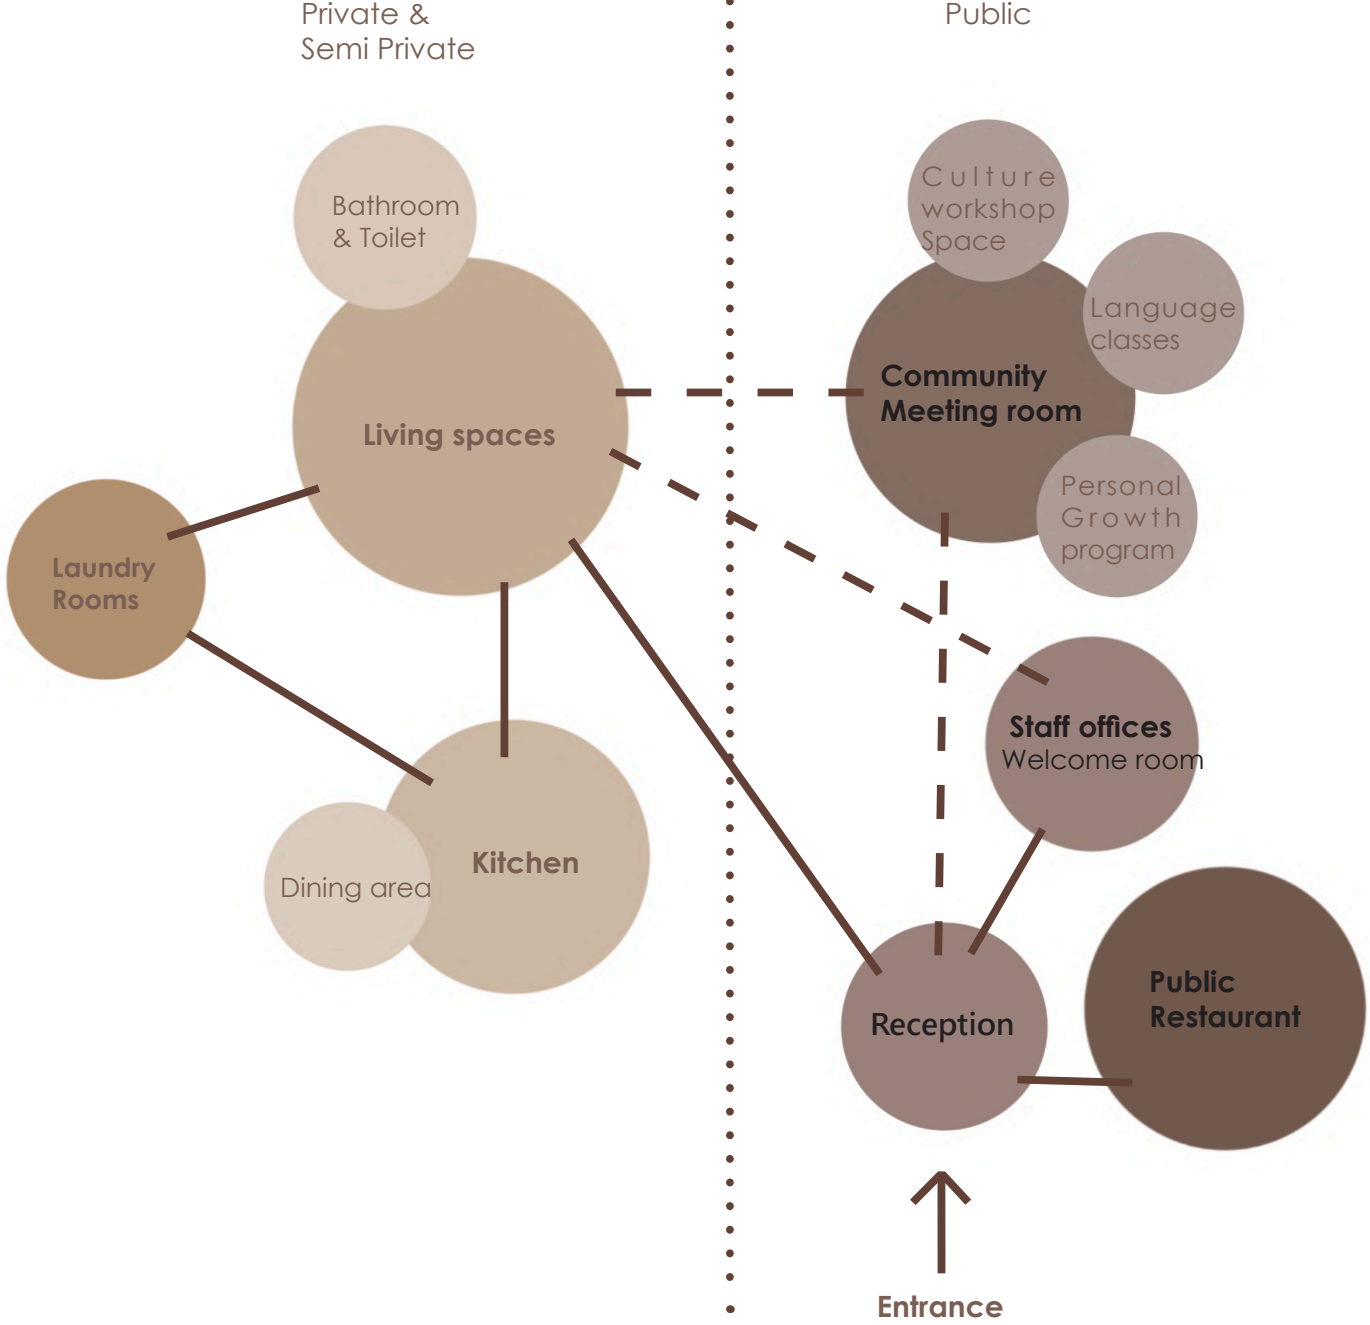 Private &
Semi Private
Public
Bathroom
& Toilet
Culture
workshop
Space
Language
classes
Community
Meeting room
Living spaces
Personal
Growth
program
Laundry
Rooms
Staff offices
Welcome room
Kitchen
Dining area
Public
Restaurant
Reception
Entrance